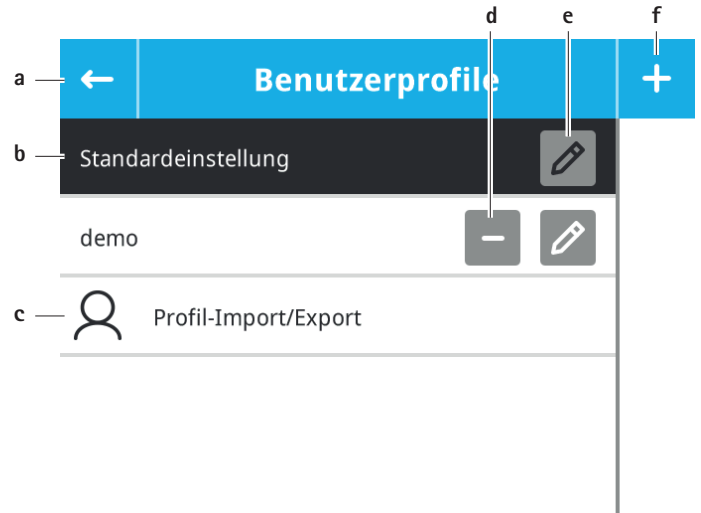 d e f
a Benutzerprofile
b Standardeinstellung
demo
c Profil-Import/Export